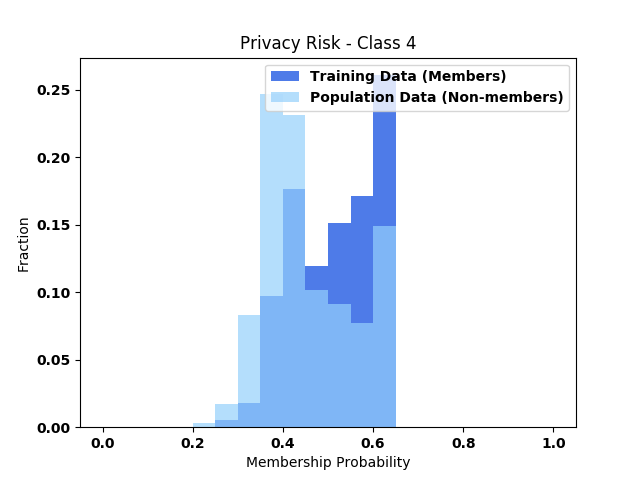 Privacy Risk - Class 4
Training Data (Members)
Population Data (Non-members)
0.25
0.20
0.15
0.10
0.05
0.00
Fraction
0.0 0.2 0.4 0.6 0.8 1.0
Membership Probability